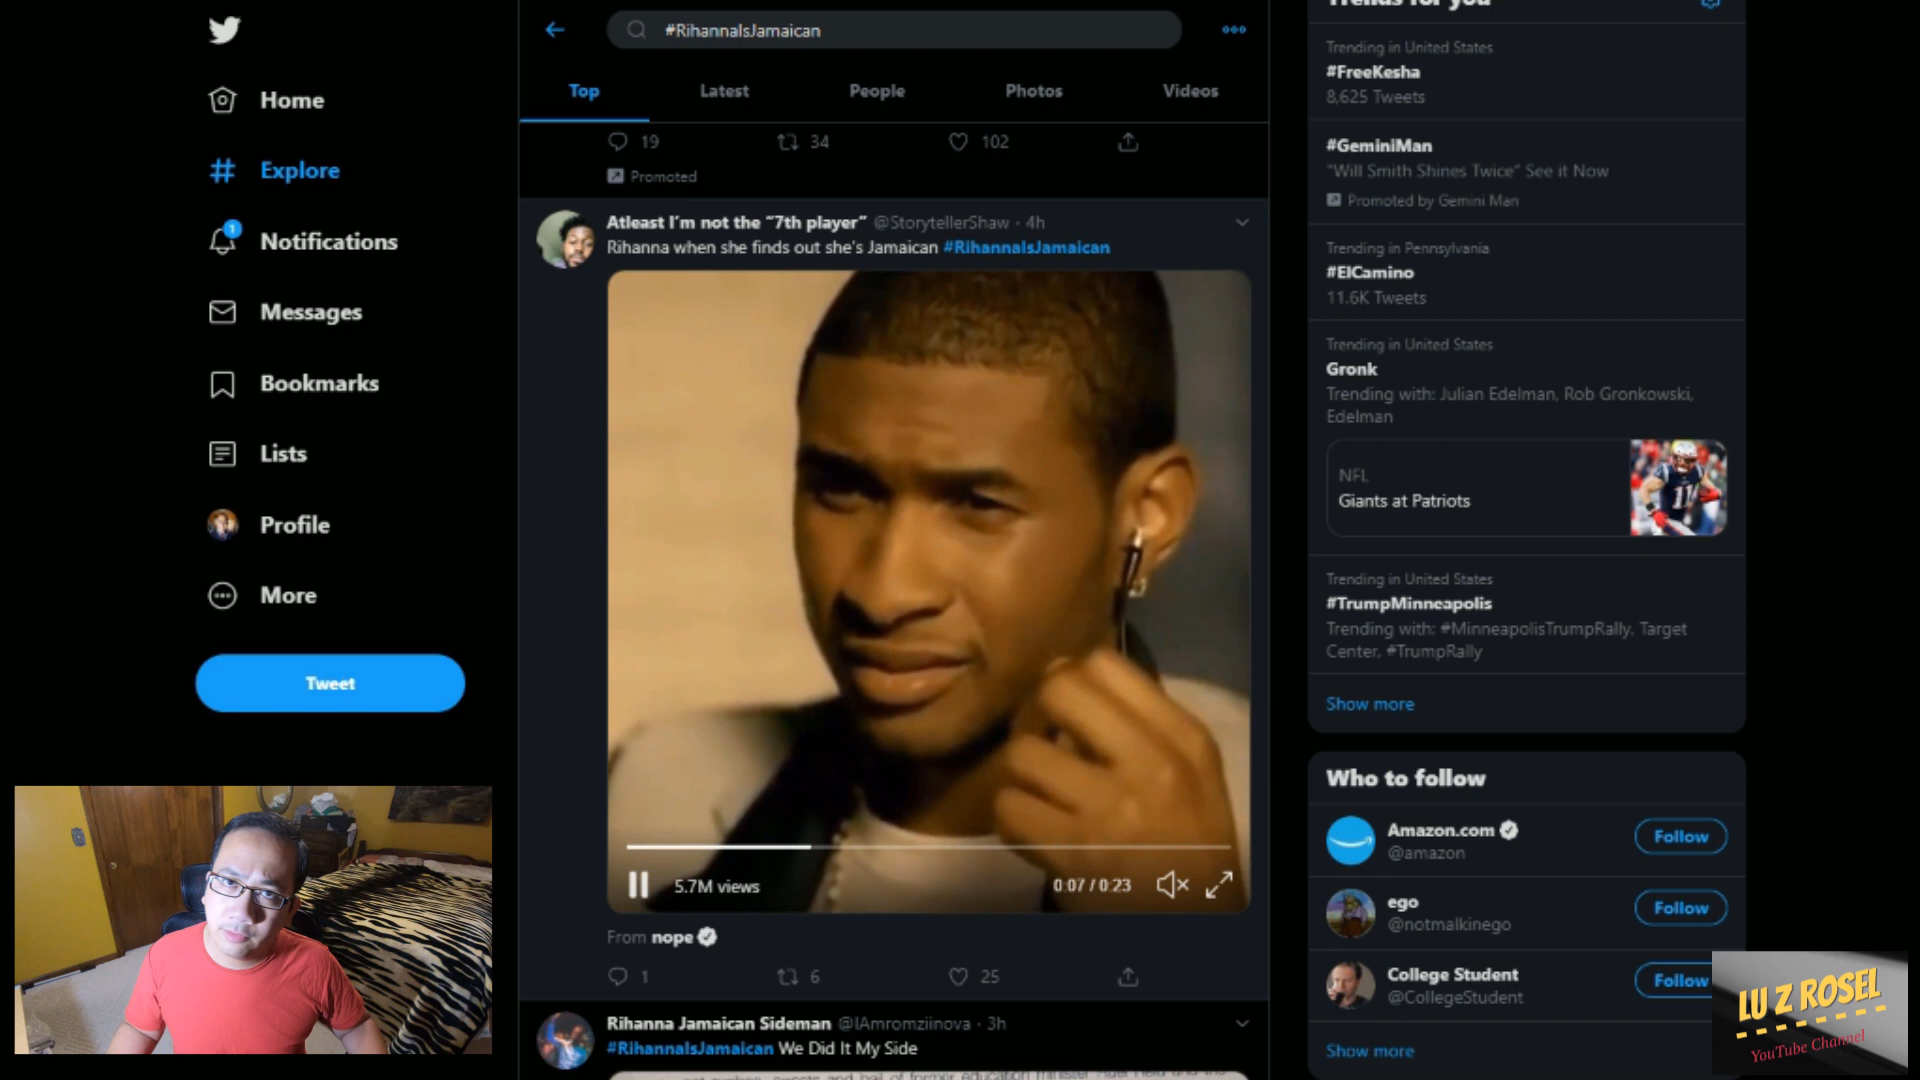 Home
Explore
1
Notifications
Messages
Bookmarks
Lists
Profile
More
Tweet
#RihannaIsJamaican
Top Latest People Photos Videos
19 34 102
Promoted
Atleast I'm not the "7th player" @StorytellerShaw · 4h
Rihanna when she finds out she's Jamaican #RihannaIsJamaican
5.7M views 0:07 / 0:23
From nope
1 6 25
Rihanna Jamaican Sideman @IAmromziinova · 3h
#RihannaIsJamaican We Did It My Side
Trends for you
Trending in United States
#FreeKesha
8,625 Tweets
#GeminiMan
"Will Smith Shines Twice" See it Now
Promoted by Gemini Man
Trending in Pennsylvania
#ElCamino
11.6K Tweets
Trending in United States
Gronk
Trending with: Julian Edelman, Rob Gronkowski,
Edelman
NFL
Giants at Patriots
11
Trending in United States
#TrumpMinneapolis
Trending with: #MinneapolisTrumpRally, Target
Center, #TrumpRally
Show more
Who to follow
Amazon.com
@amazon
Follow
ego
@notmalkinego
Follow
College Student
@CollegeStudent
Follow
Show more
LU Z ROSEL
YouTube Channel